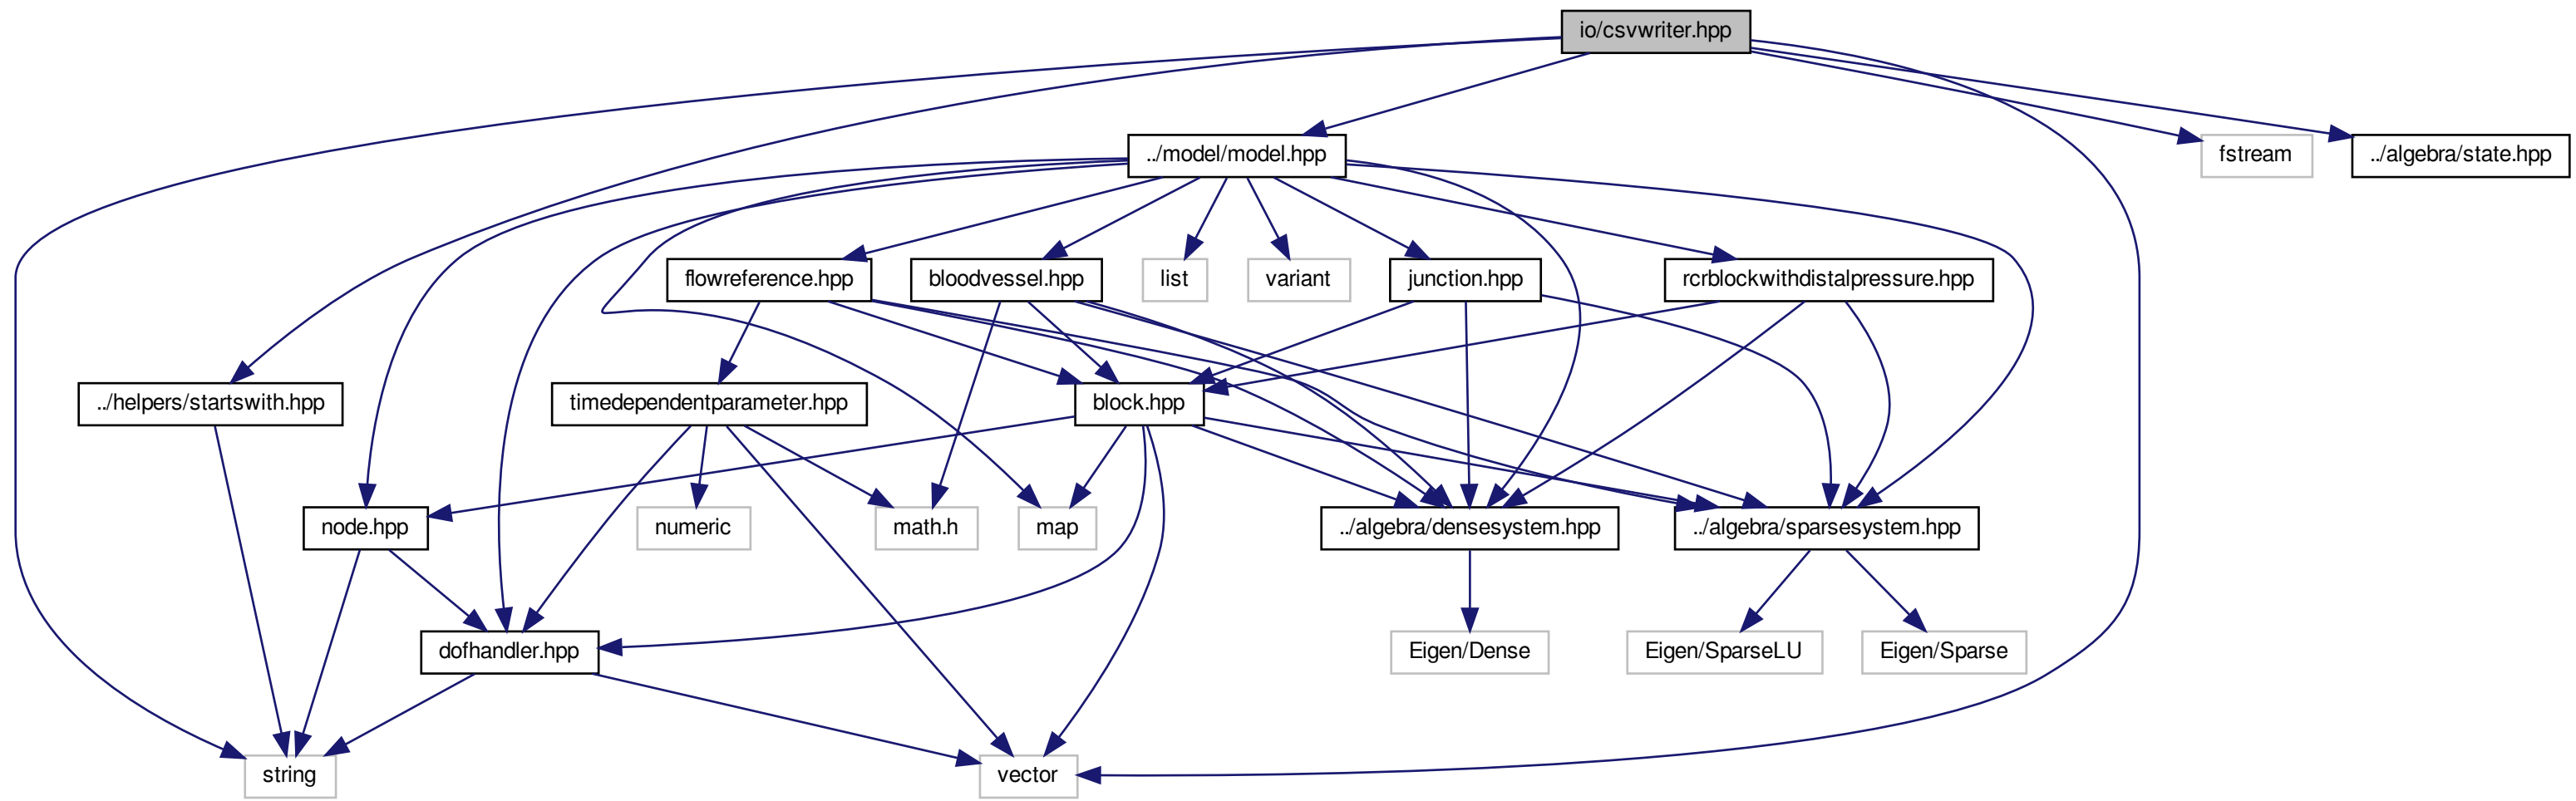 io/csvwriter.hpp
../model/model.hpp
fstream
../algebra/state.hpp
flowreference.hpp
bloodvessel.hpp
list
variant
junction.hpp
rcrblockwithdistalpressure.hpp
../helpers/startswith.hpp
timedependentparameter.hpp
block.hpp
node.hpp
numeric
math.h
map
../algebra/densesystem.hpp
../algebra/sparsesystem.hpp
dofhandler.hpp
Eigen/Dense
Eigen/SparseLU
Eigen/Sparse
string
vector